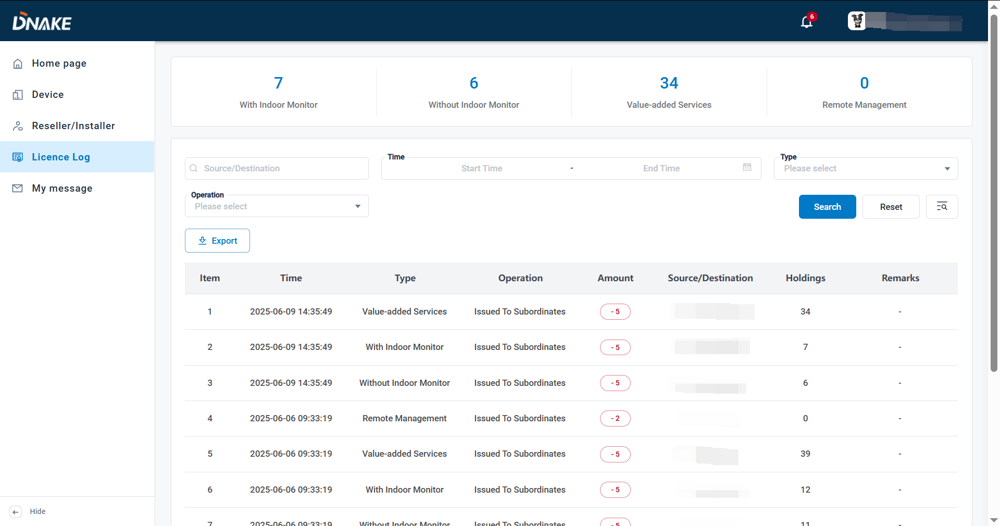 DNAKE
6
Home page
Device
Reseller/Installer
Licence Log
My message
Hide
7 6 34 0
With Indoor Monitor Without Indoor Monitor Value-added Services Remote Management
Source/Destination
Time
Start Time - End Time
Type
Please select
Operation
Please select
Search Reset
Export
Item Time Type Operation Amount Source/Destination Holdings Remarks
1 2025-06-09 14:35:49 Value-added Services Issued To Subordinates - 5 34 -
2 2025-06-09 14:35:49 With Indoor Monitor Issued To Subordinates - 5 7 -
3 2025-06-09 14:35:49 Without Indoor Monitor Issued To Subordinates - 5 6 -
4 2025-06-06 09:33:19 Remote Management Issued To Subordinates - 2 0 -
5 2025-06-06 09:33:19 Value-added Services Issued To Subordinates - 5 39 -
6 2025-06-06 09:33:19 With Indoor Monitor Issued To Subordinates - 5 12 -
7 2025-06-06 09:33:19 Without Indoor Monitor Issued To Subordinates - 5 11 -